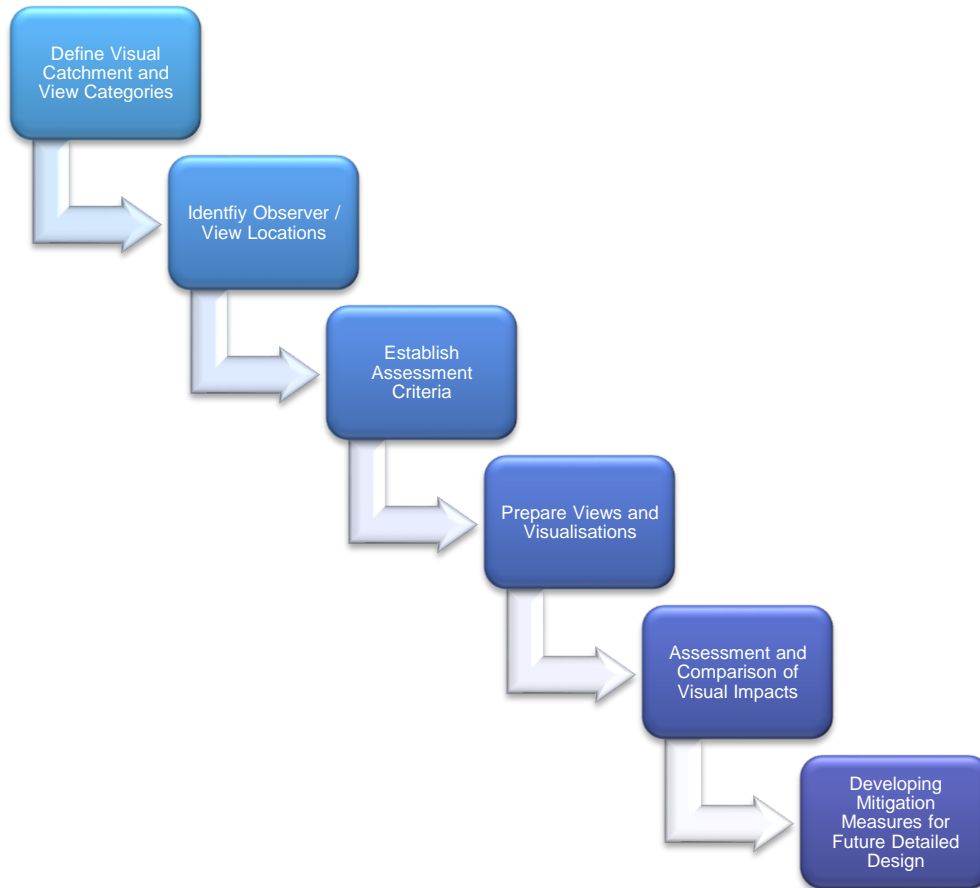 Define Visual
Catchment and
View Categories
Identfiy Observer /
View Locations
Establish
Assessment
Criteria
Prepare Views and
Visualisations
Assessment and
Comparison of
Visual Impacts
Developing
Mitigation
Measures for
Future Detailed
Design